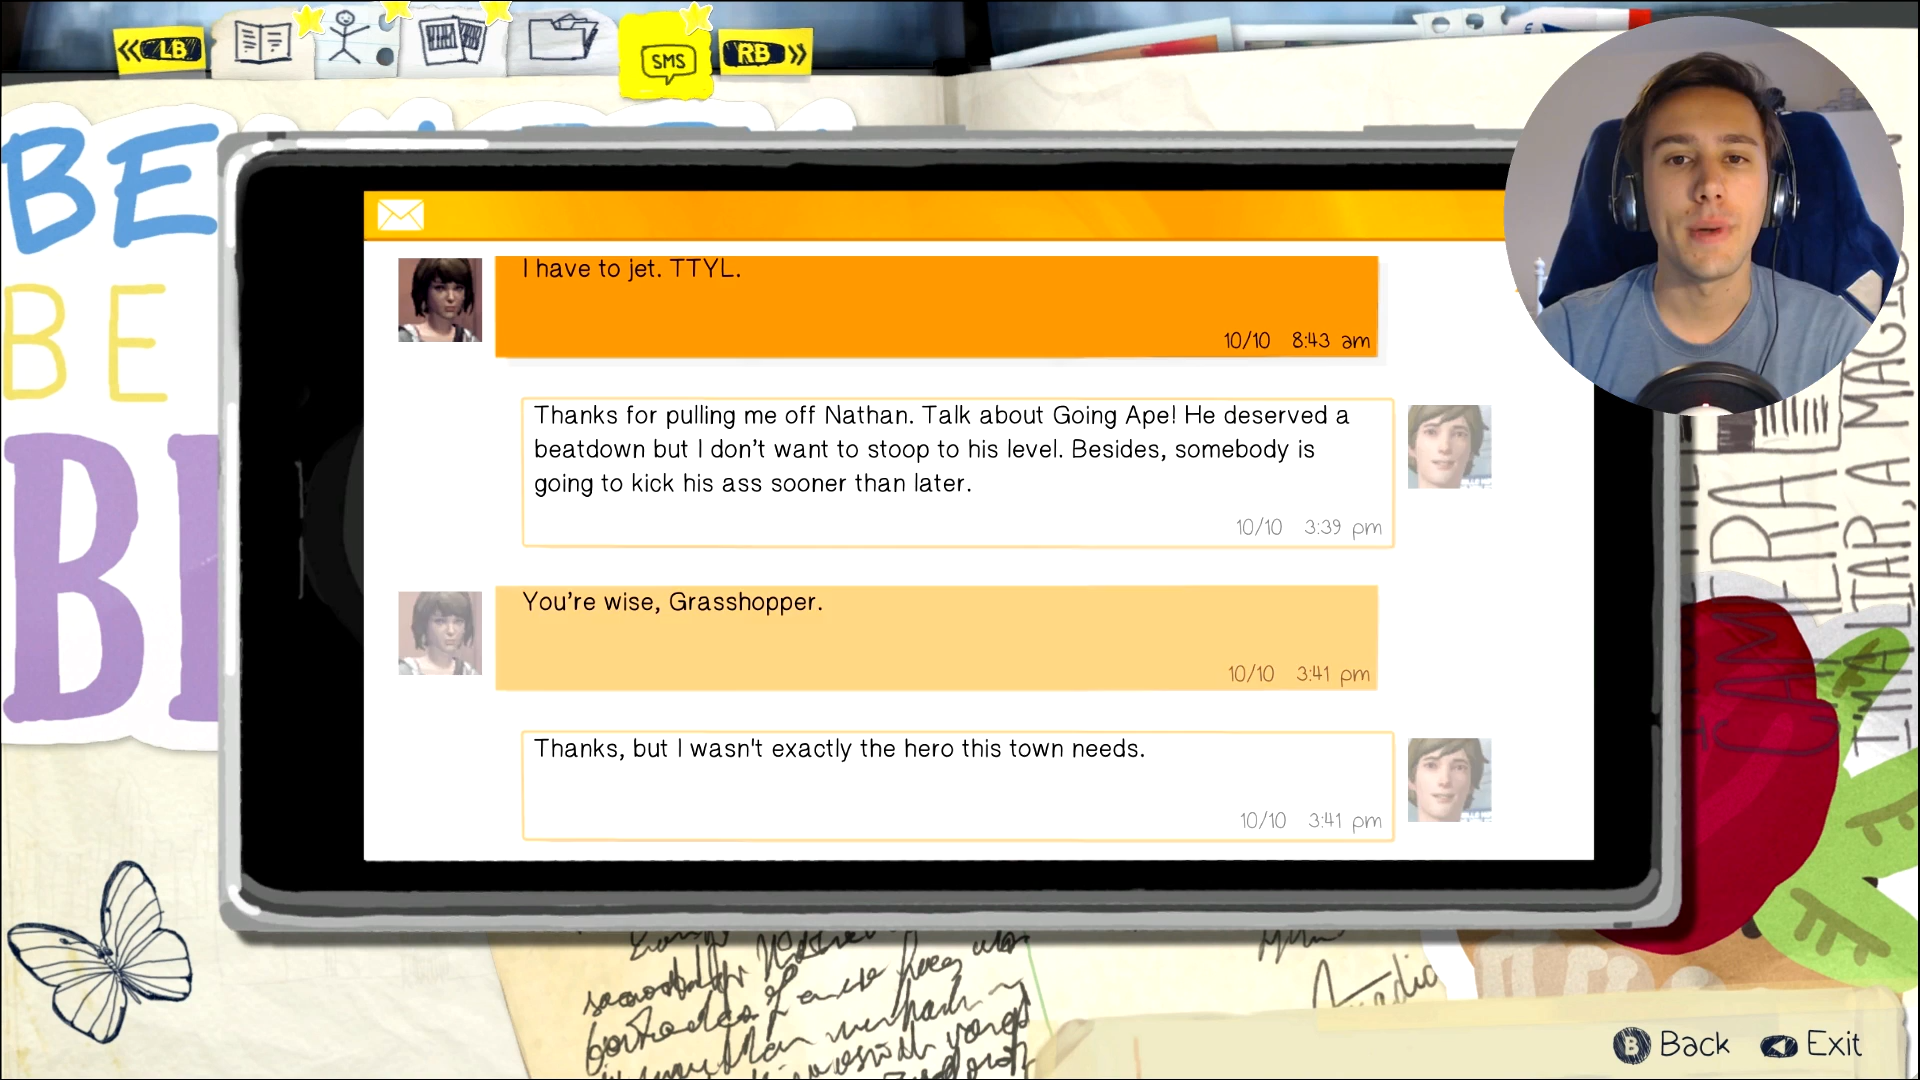 LB
SMS
RB
BE
BE
I have to jet. TTYL.
10/10 8:43 am
Thanks for pulling me off Nathan. Talk about Going Ape! He deserved a
beatdown but I don’t want to stoop to his level. Besides, somebody is
going to kick his ass sooner than later.
10/10 3:39 pm
You’re wise, Grasshopper.
10/10 3:41 pm
Thanks, but I wasn't exactly the hero this town needs.
10/10 3:41 pm
B Back
Exit